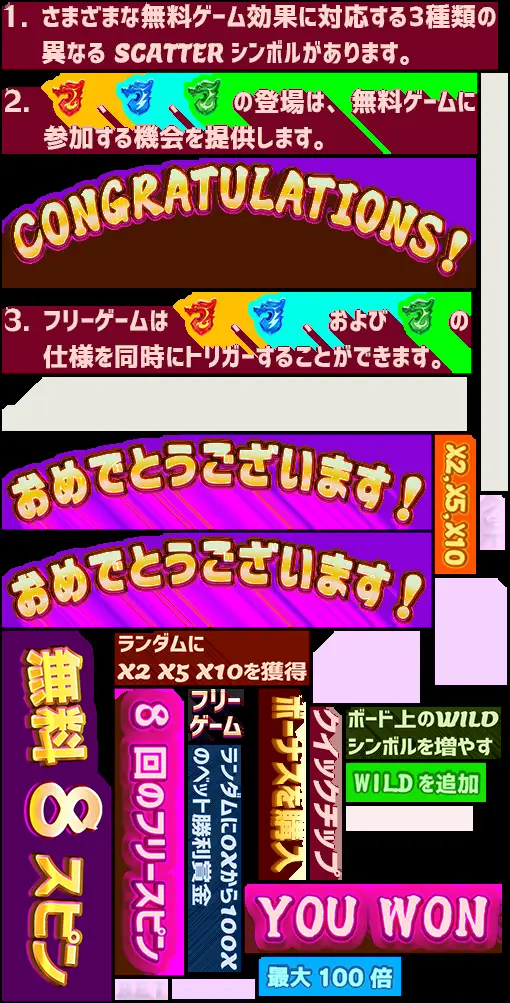 1. さまざまな無料ゲーム効果に対応する3種類の
異なる SCATTER シンボルがあります。
2. の登場は、無料ゲームに
参加する機会を提供します。
CONGRATULATIONS!
3. フリーゲームは および の
仕様を同時にトリガーすることができます。
おめでとうございます!
X2,X5,X10
おめでとうございます!
無料 8 スピン
ランダムに
X2 X5 X10を獲得
8 回のフリースピン
フリー
ゲーム
ランダムに0Xから100X
のベット勝利賞金
ボーナスを購入
クイックチップ
ボード上のWILD
シンボルを増やす
WILD を追加
YOU WON
最大 100 倍